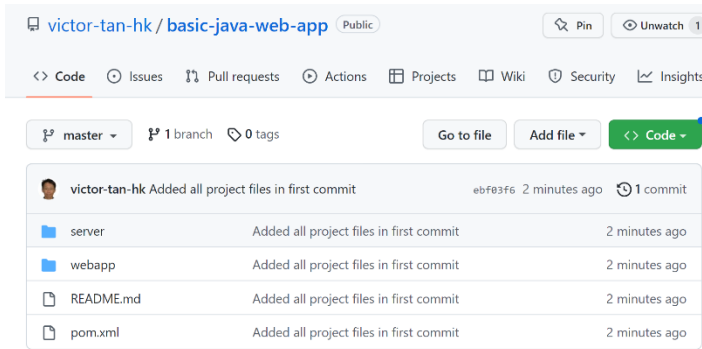 victor-tan-hk / basic-java-web-app Public Pin Unwatch 1
<> Code Issues Pull requests Actions Projects Wiki Security Insights
master 1 branch 0 tags Go to file Add file <> Code
victor-tan-hk Added all project files in first commit ebf03f6 2 minutes ago 1 commit
server Added all project files in first commit 2 minutes ago
webapp Added all project files in first commit 2 minutes ago
README.md Added all project files in first commit 2 minutes ago
pom.xml Added all project files in first commit 2 minutes ago